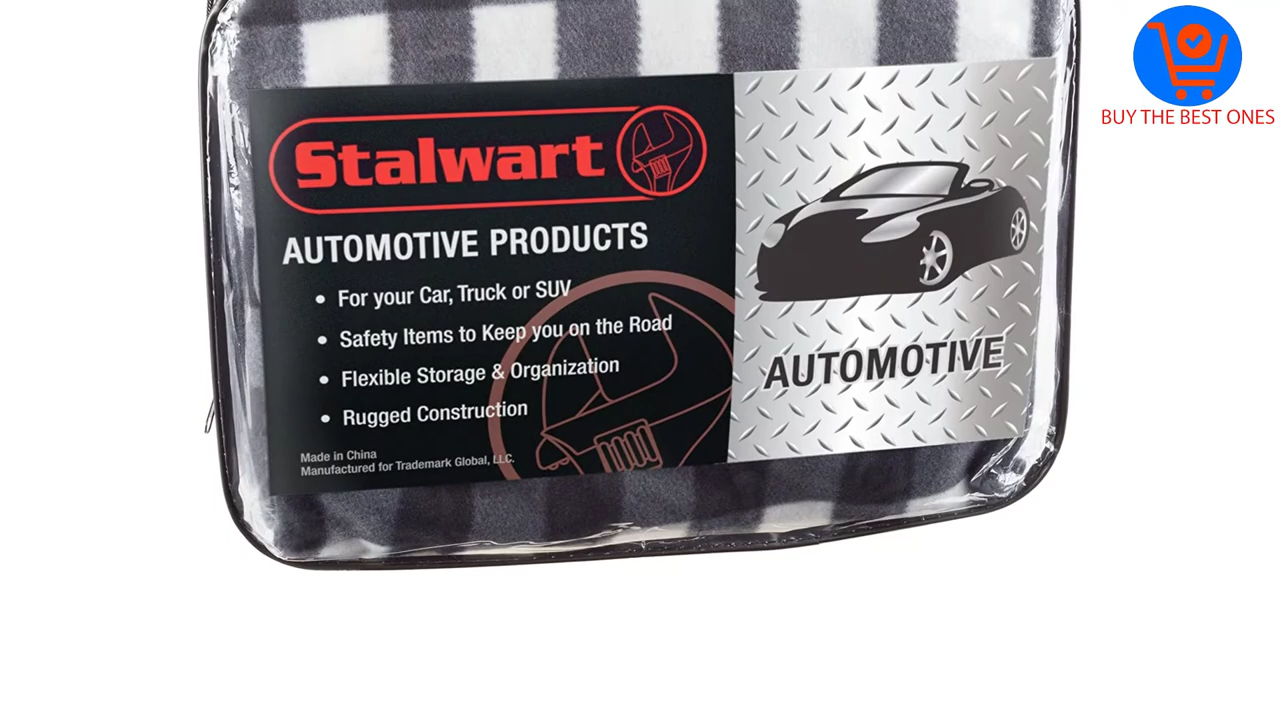 BUY THE BEST ONES
Stalwart
AUTOMOTIVE PRODUCTS
• For your Car, Truck or SUV
• Safety Items to Keep you on the Road
• Flexible Storage & Organization
• Rugged Construction
Made in China
Manufactured for Trademark Global, LLC.
AUTOMOTIVE